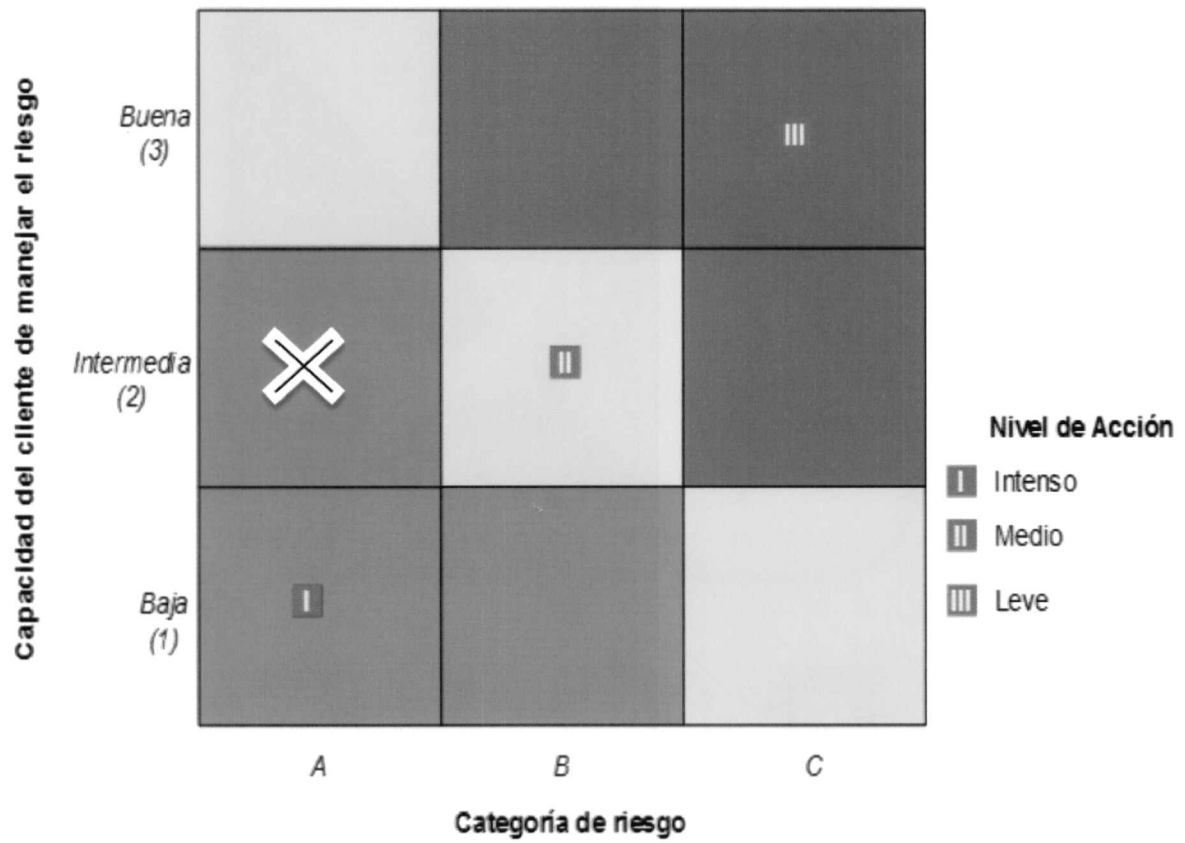 Capacidad del cliente de manejar el riesgo
Buena
(3)
III
Intermedia
(2)
II
Nivel de Acción
I Intenso
II Medio
III Leve
Baja
(1)
I
A B C
Categoría de riesgo